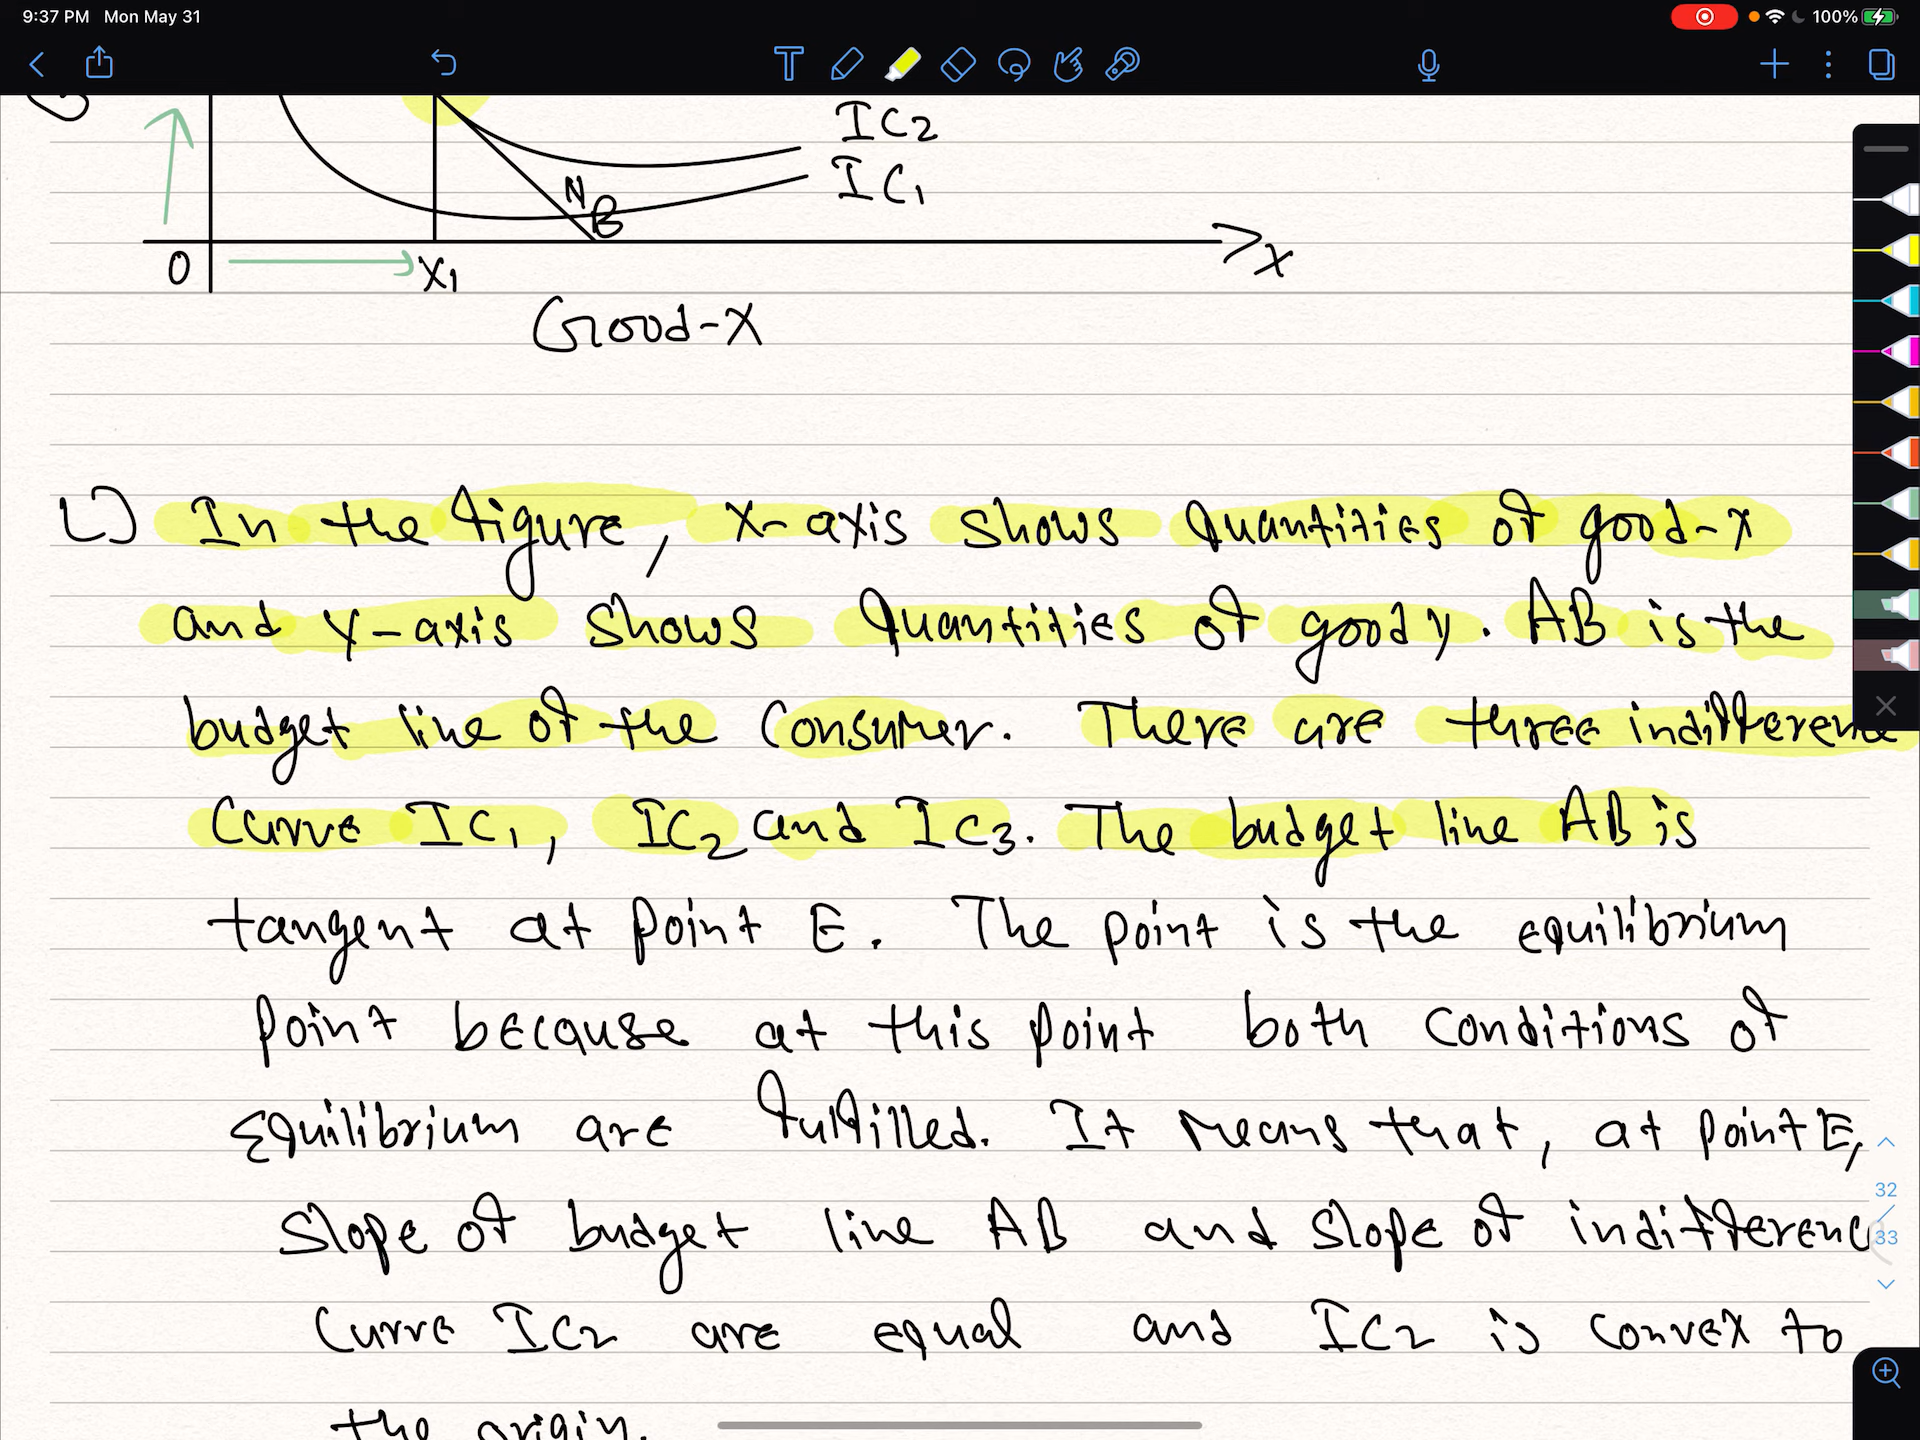 9:37 PM Mon May 31
100%
IC2
IC1
N
B
O
X1
X
Good-X
In the figure, X-axis shows Quantities of good-X
and Y-axis shows Quantities of good y. AB is the
budget line of the Consumer. There are three indifference
Curve IC1, IC2 and IC3. The budget line AB is
tangent at point E. The point is the equilibrium
point because at this point both conditions of
Equilibrium are fulfilled. It means that, at point E,
Slope of budget line AB and slope of indifferenc
Curve IC2 are equal and IC2 is convex to
the origin.
32
33